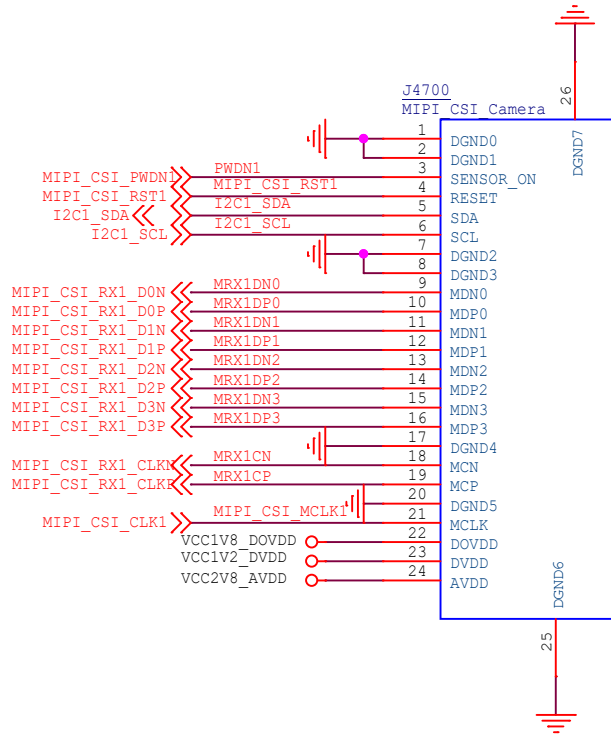 26
J4700
MIPI_CSI_Camera
DGND7
1 DGND0
2 DGND1
MIPI_CSI_PWDN1 PWDN1 3 SENSOR_ON
MIPI_CSI_RST1 MIPI_CSI_RST1 4 RESET
I2C1_SDA I2C1_SDA 5 SDA
I2C1_SCL I2C1_SCL 6 SCL
7 DGND2
8 DGND3
MIPI_CSI_RX1_D0N MRX1DN0 9 MDN0
MIPI_CSI_RX1_D0P MRX1DP0 10 MDP0
MIPI_CSI_RX1_D1N MRX1DN1 11 MDN1
MIPI_CSI_RX1_D1P MRX1DP1 12 MDP1
MIPI_CSI_RX1_D2N MRX1DN2 13 MDN2
MIPI_CSI_RX1_D2P MRX1DP2 14 MDP2
MIPI_CSI_RX1_D3N MRX1DN3 15 MDN3
MIPI_CSI_RX1_D3P MRX1DP3 16 MDP3
17 DGND4
MIPI_CSI_RX1_CLKN MRX1CN 18 MCN
MIPI_CSI_RX1_CLKP MRX1CP 19 MCP
20 DGND5
MIPI_CSI_CLK1 MIPI_CSI_MCLK1 21 MCLK
VCC1V8_DOVDD 22 DOVDD
VCC1V2_DVDD 23 DVDD
VCC2V8_AVDD 24 AVDD
DGND6
25